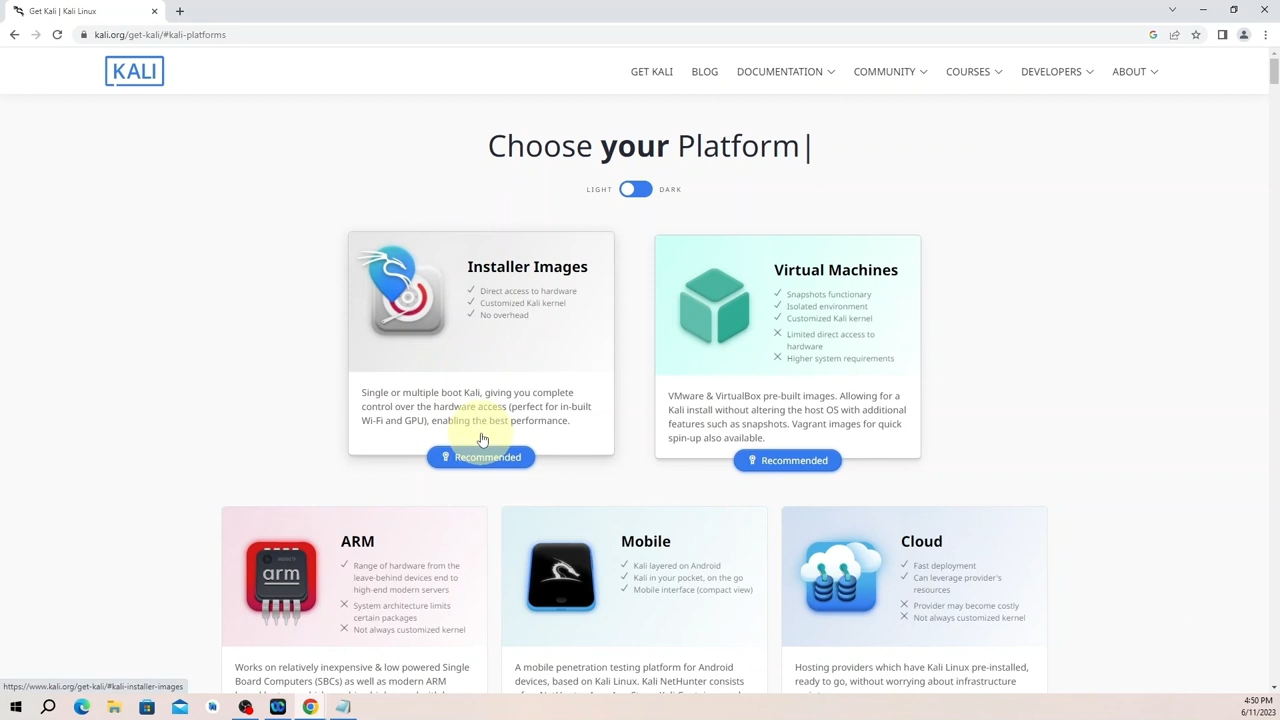 Get Kali | Kali Linux
kali.org/get-kali/#kali-platforms
KALI
GET KALI
BLOG
DOCUMENTATION
COMMUNITY
COURSES
DEVELOPERS
ABOUT
Choose your Platform|
LIGHT
DARK
Installer Images
Direct access to hardware
Customized Kali kernel
No overhead
Single or multiple boot Kali, giving you complete
control over the hardware access (perfect for in-built
Wi-Fi and GPU), enabling the best performance.
Recommended
Virtual Machines
Snapshots functionary
Isolated environment
Customized Kali kernel
Limited direct access to
hardware
Higher system requirements
VMware & VirtualBox pre-built images. Allowing for a
Kali install without altering the host OS with additional
features such as snapshots. Vagrant images for quick
spin-up also available.
Recommended
arm
ARM
Range of hardware from the
leave-behind devices end to
high-end modern servers
System architecture limits
certain packages
Not always customized kernel
Works on relatively inexpensive & low powered Single
Board Computers (SBCs) as well as modern ARM
Mobile
Kali layered on Android
Kali in your pocket, on the go
Mobile interface (compact view)
A mobile penetration testing platform for Android
devices, based on Kali Linux. Kali NetHunter consists
Cloud
Fast deployment
Can leverage provider's
resources
Provider may become costly
Not always customized kernel
Hosting providers which have Kali Linux pre-installed,
ready to go, without worrying about infrastructure
https://www.kali.org/get-kali/#kali-installer-images
4:50 PM
6/11/2023